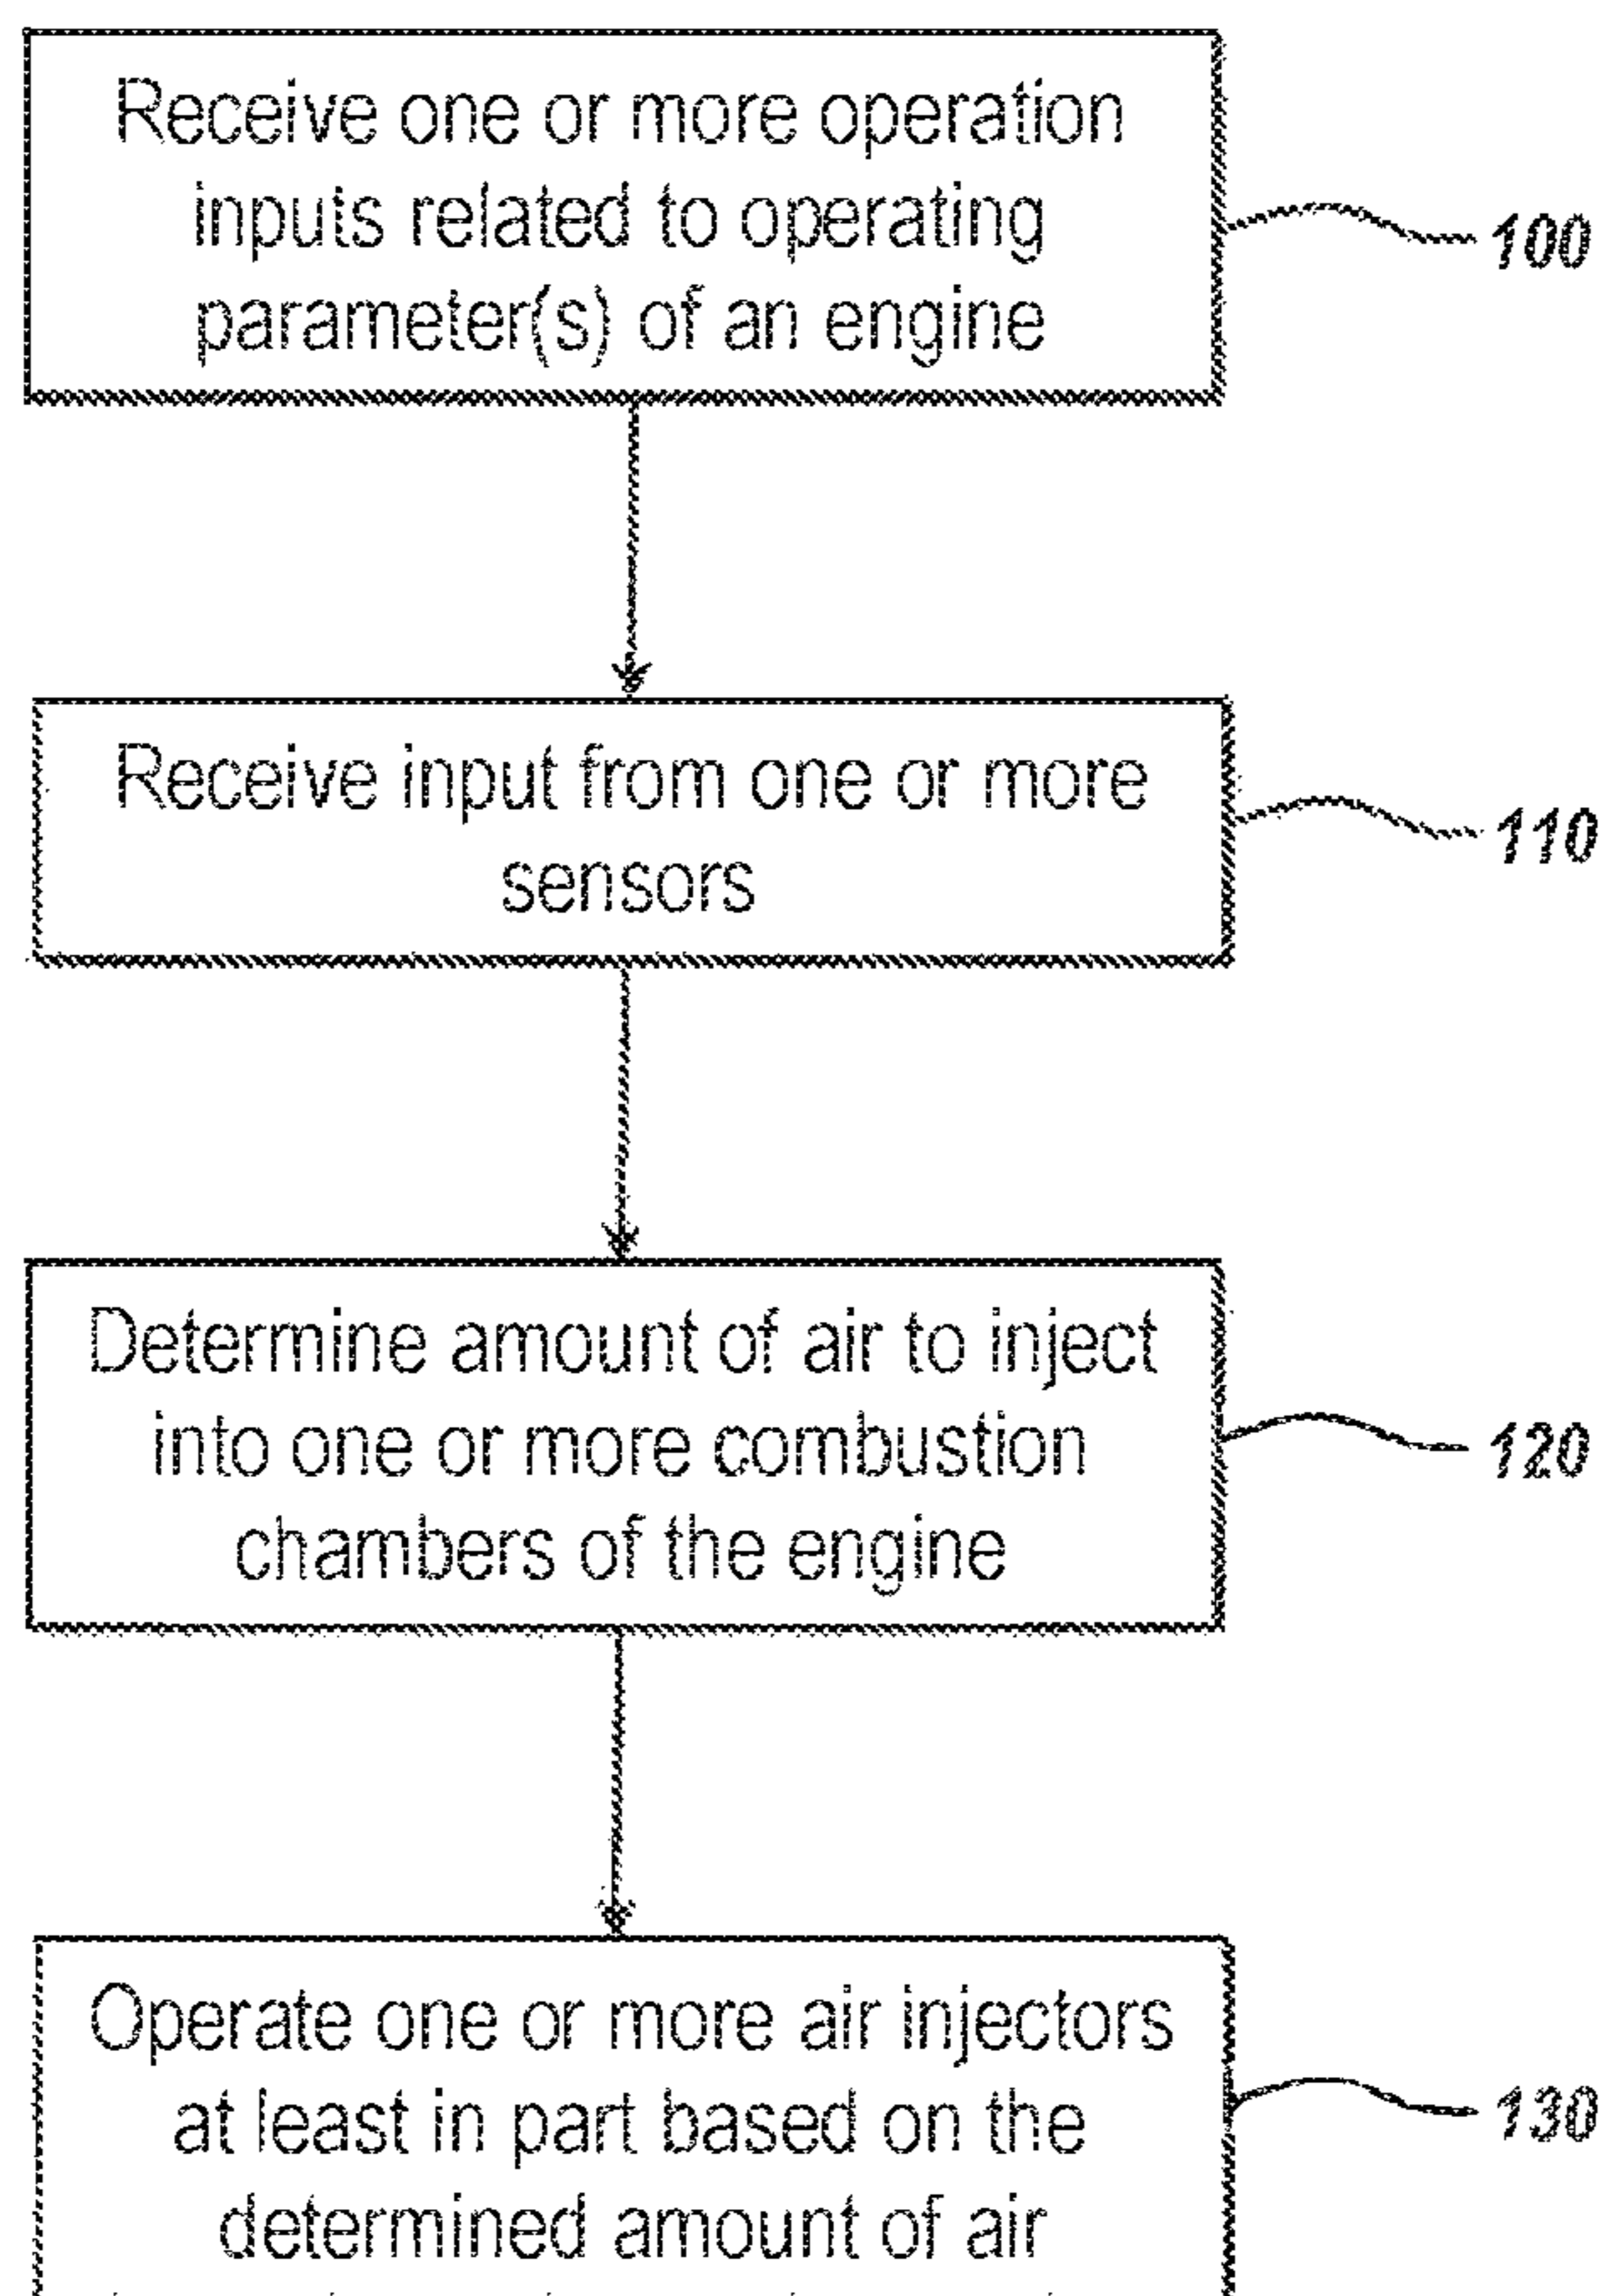 Receive one or more operation
inputs related to operating
parameter(s) of an engine
100
Receive input from one or more
sensors
110
Determine amount of air to inject
into one or more combustion
chambers of the engine
120
Operate one or more air injectors
at least in part based on the
determined amount of air
130